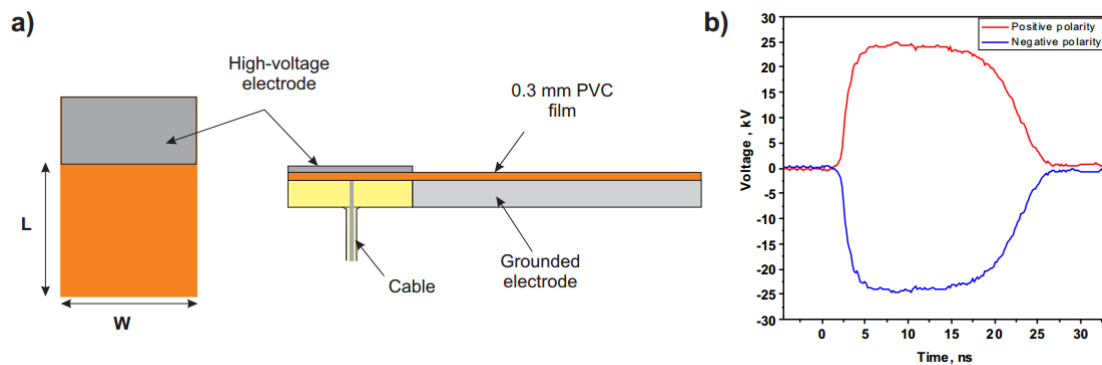 a)
High-voltage
electrode
0.3 mm PVC
film
L
W
Cable
Grounded
electrode
b)
Positive polarity
Negative polarity
Voltage , kV
30
25
20
15
10
5
0
-5
-10
-15
-20
-25
-30
0
5
10
15
20
25
30
Time, ns